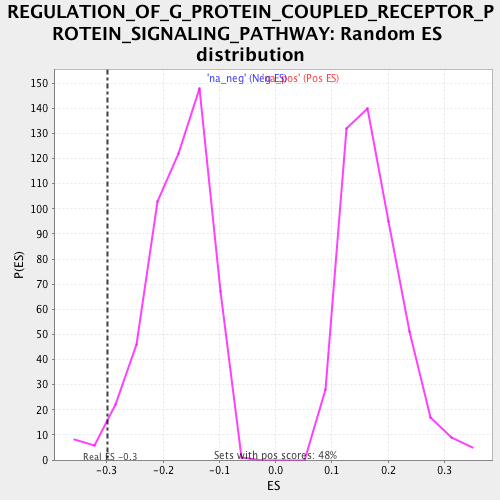 REGULATION_OF_G_PROTEIN_COUPLED_RECEPTOR_P
ROTEIN_SIGNALING_PATHWAY: Random ES
distribution
'na_neg' (Neg ES)
'na_pos' (Pos ES)
150
140
130
120
110
100
90
80
70
60
50
40
30
20
10
0
P(ES)
Real ES -0.3
Sets with pos scores: 48%
-0.3 -0.2 -0.1 0.0 0.1 0.2 0.3
ES